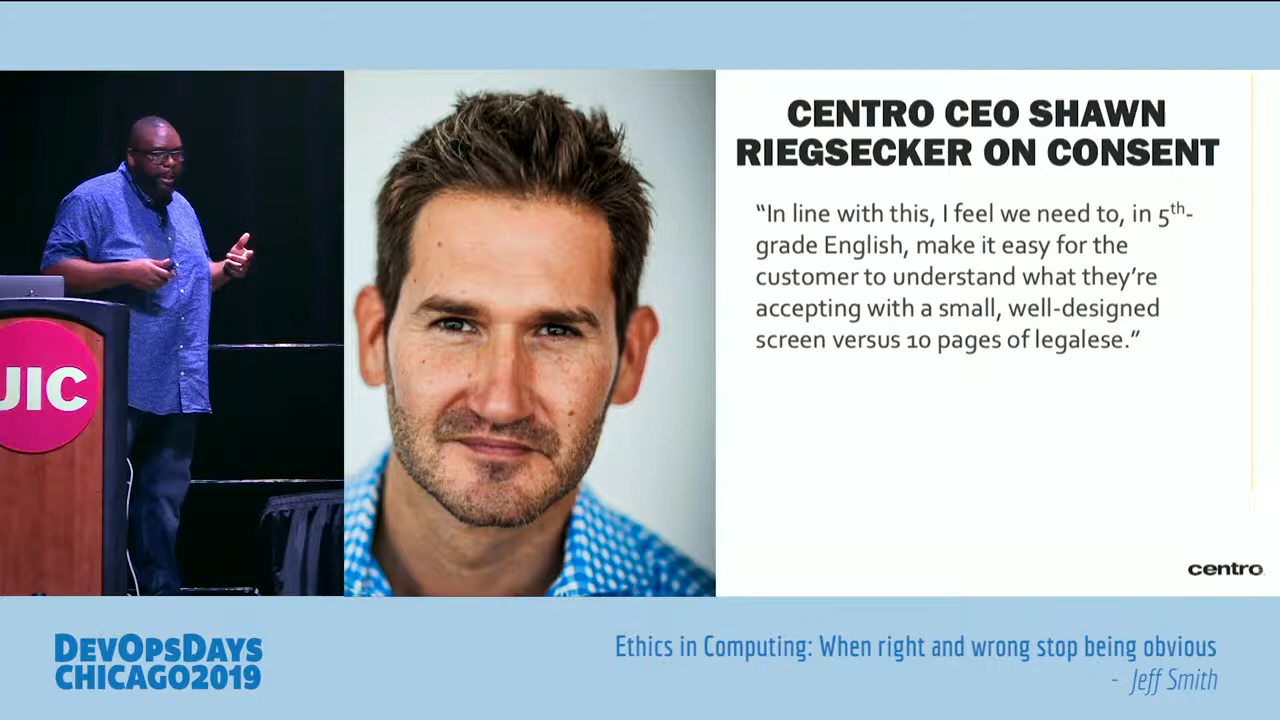 CENTRO CEO SHAWN
RIEGSECKER ON CONSENT
“In line with this, I feel we need to, in 5th-
grade English, make it easy for the
customer to understand what they’re
accepting with a small, well-designed
screen versus 10 pages of legalese.”
centro
UIC
DEVOPSDAYS
CHICAGO2019
Ethics in Computing: When right and wrong stop being obvious
- Jeff Smith